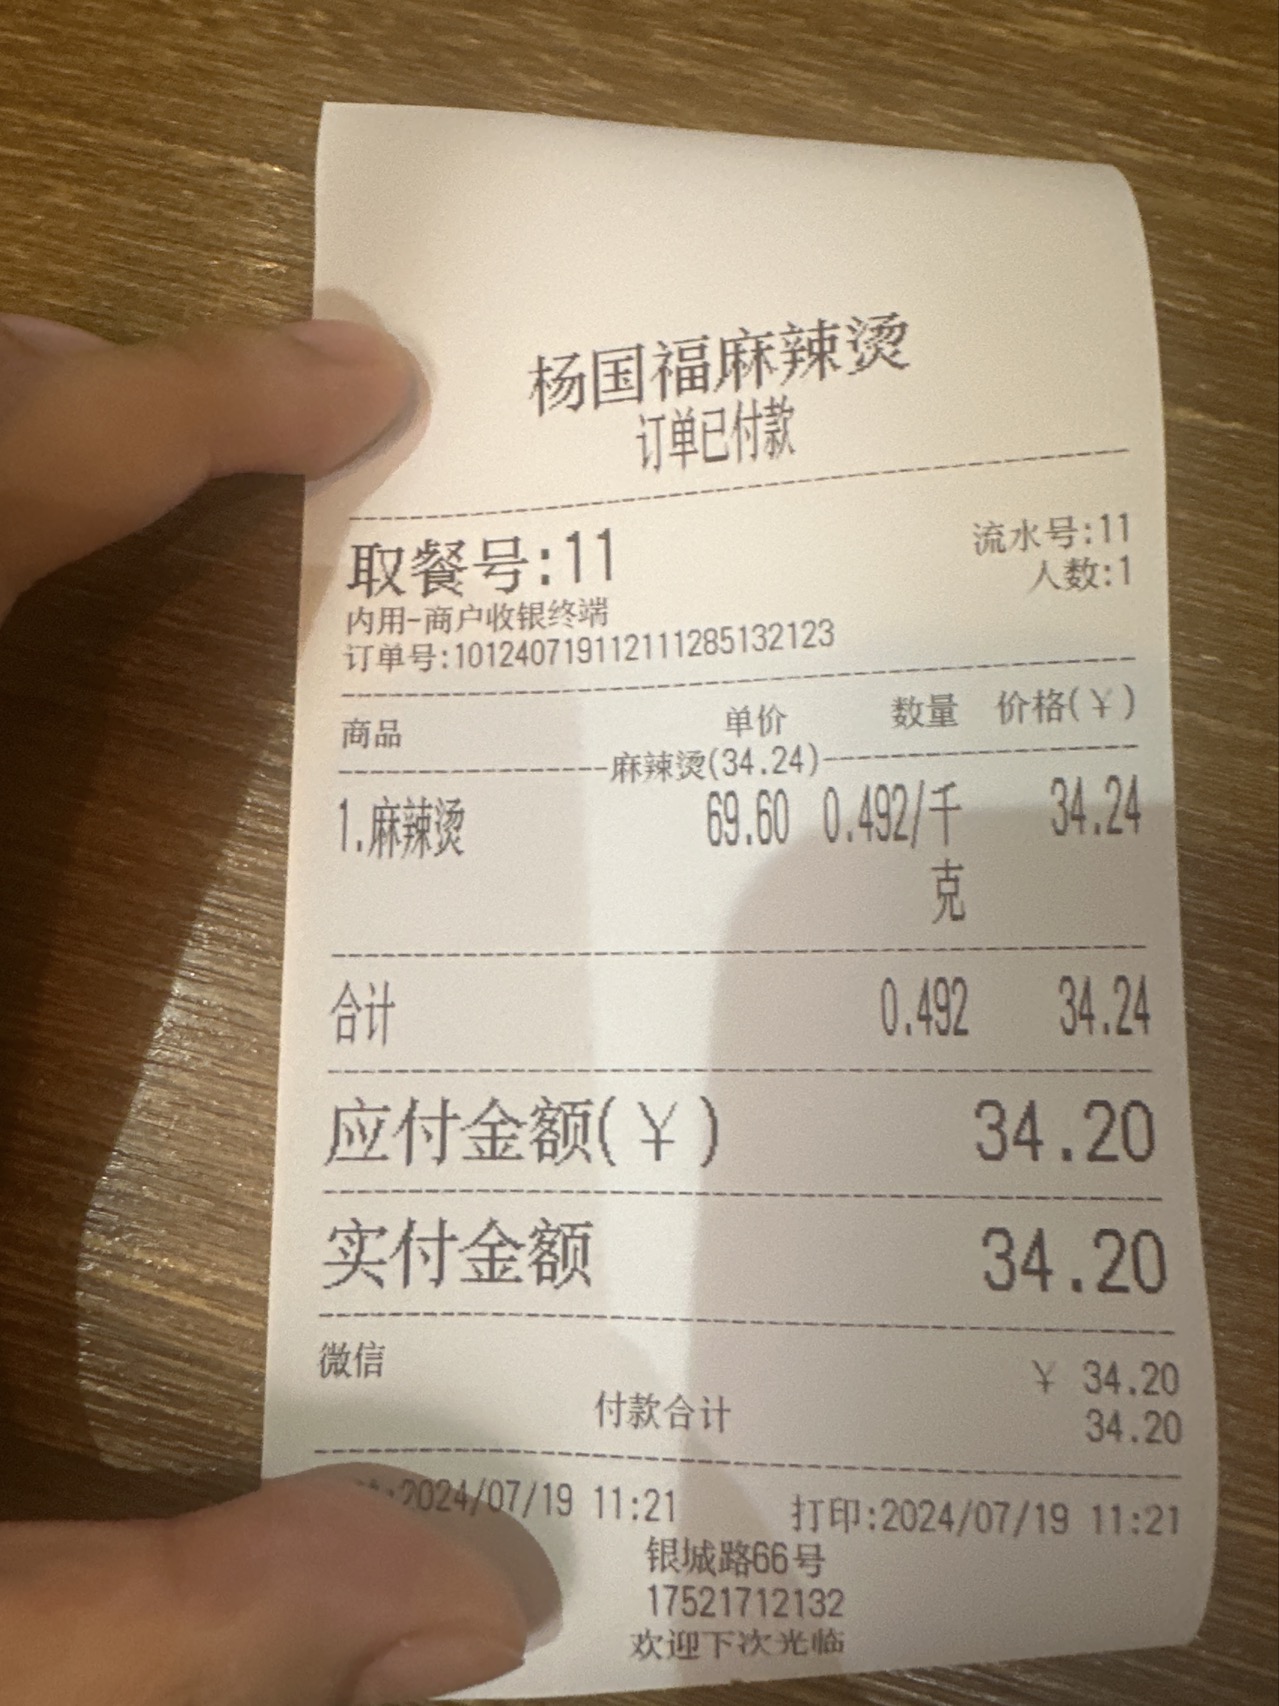 杨国福麻辣烫
订单已付款
取餐号:11 流水号:11
人数:1
内用-商户收银终端
订单号:101240719112111285132123
商品 单价 数量 价格(￥)
麻辣烫(34.24)
1.麻辣烫 69.60 0.492/千克 34.24
合计 0.492 34.24
应付金额(￥) 34.20
实付金额 34.20
微信 ￥ 34.20
付款合计 34.20
:2024/07/19 11:21 打印:2024/07/19 11:21
银城路66号
17521712132
欢迎下次光临